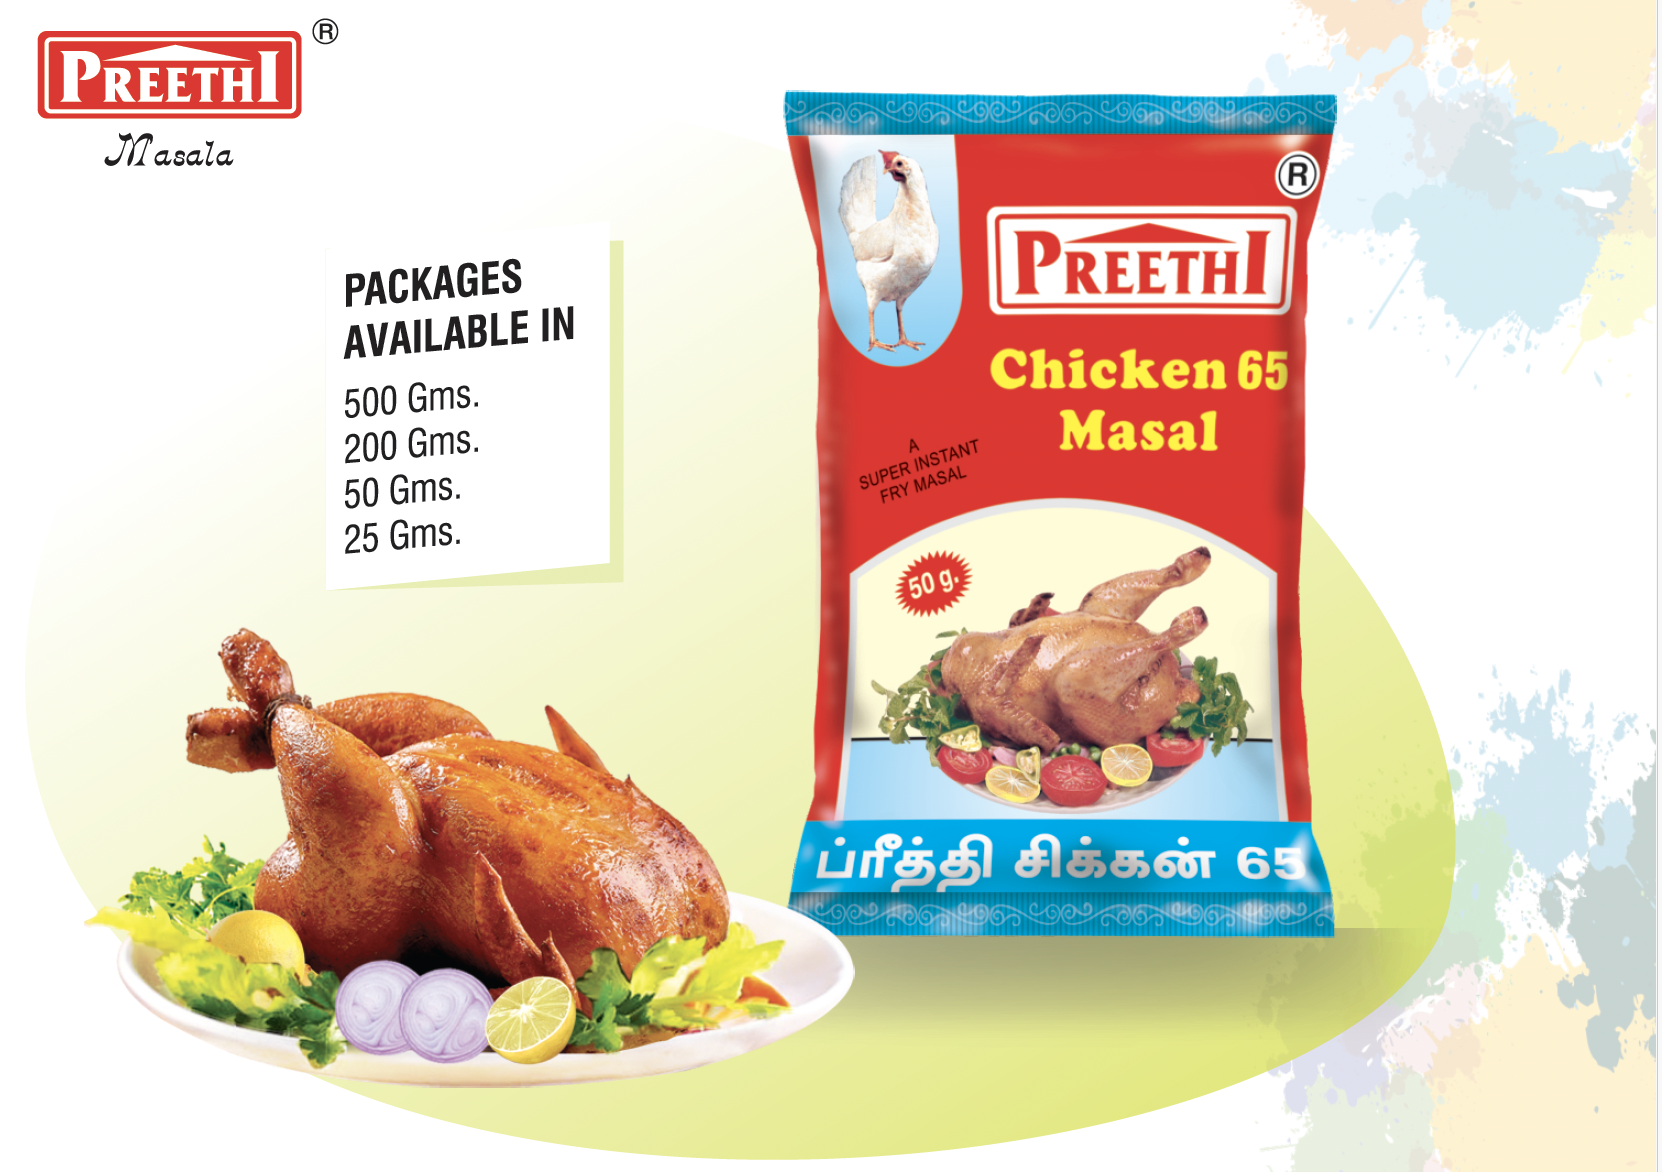 PREETHI
®
Masala
PACKAGES
AVAILABLE IN
500 Gms.
200 Gms.
50 Gms.
25 Gms.
®
PREETHI
Chicken 65
Masal
A
SUPER INSTANT
FRY MASAL
50 g.
ப்ரீத்தி சிக்கன் 65